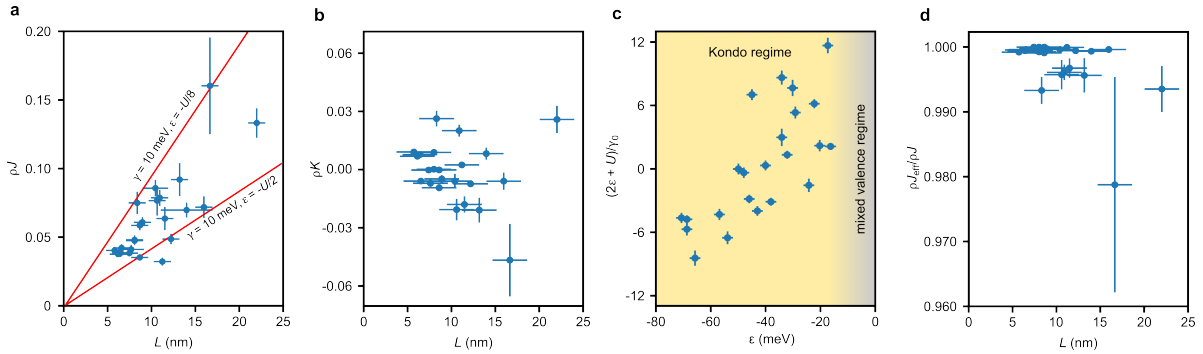 a
0.20
0.15
0.10
0.05
0
ρJ
γ = 10 meV, ε = -U/8
γ = 10 meV, ε = -U/2
0 5 10 15 20 25
L (nm)
b
0.06
0.03
0.00
-0.03
-0.06
ρK
0 5 10 15 20 25
L (nm)
c
12
6
0
-6
-12
(2ε + U)/γ₀
Kondo regime
mixed valence regime
-80 -60 -40 -20 0
ε (meV)
d
1.000
0.990
0.980
0.970
0.960
ρJeff/ρJ
0 5 10 15 20 25
L (nm)